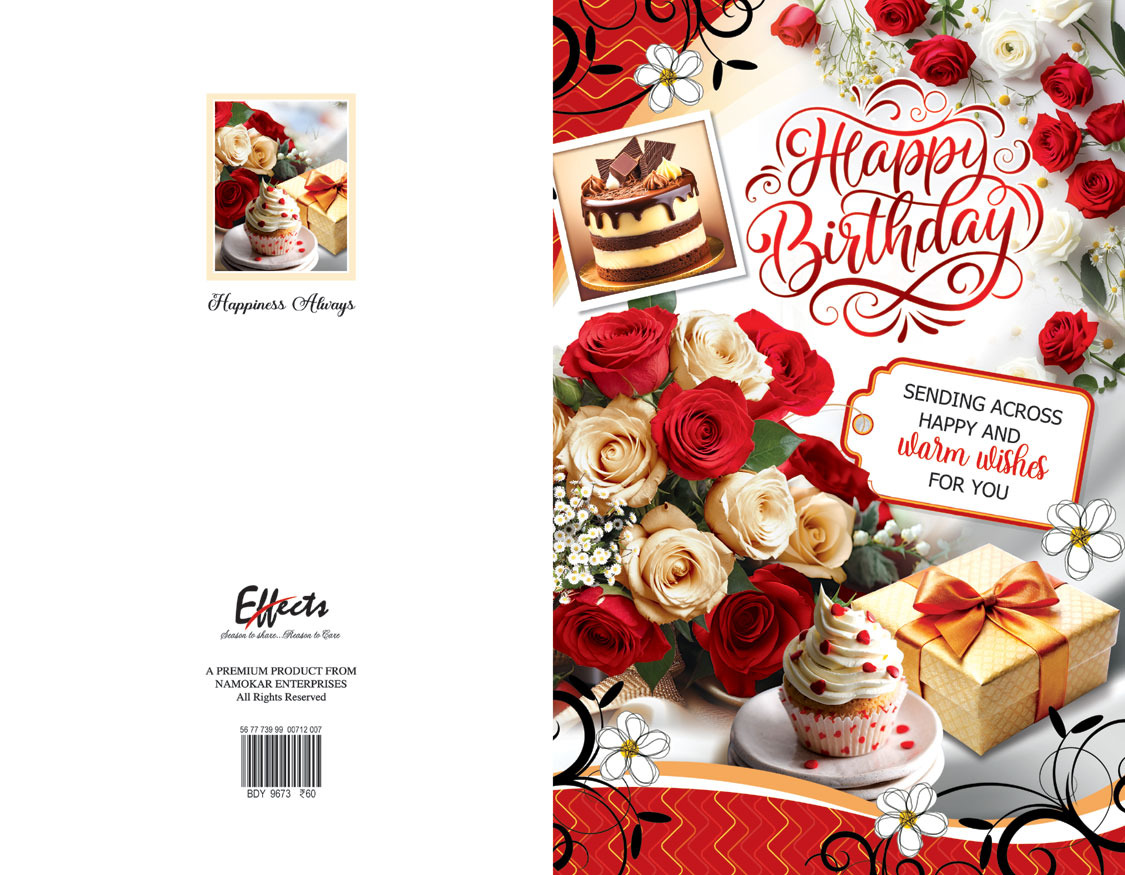 Happiness Always
Effects
Season to share...Reason to Care
A PREMIUM PRODUCT FROM
NAMOKAR ENTERPRISES
All Rights Reserved
56 77 739 99 00712 007
BDY 9673 ₹60
Happy
Birthday
SENDING ACROSS
HAPPY AND
warm wishes
FOR YOU